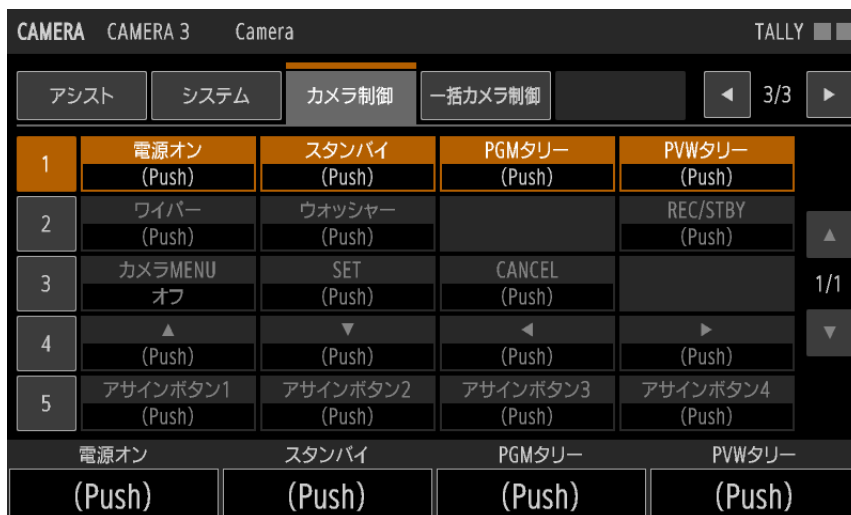 CAMERA CAMERA 3 Camera TALLY
アシスト システム カメラ制御 一括カメラ制御 ◀ 3/3 ▶
1 電源オン スタンバイ PGMタリー PVWタリー
(Push) (Push) (Push) (Push)
2 ワイパー ウォッシャー REC/STBY
(Push) (Push) (Push) ▲
3 カメラMENU SET CANCEL 1/1
オフ (Push) (Push)
4 ▲ ▼ ◀ ▶ ▼
(Push) (Push) (Push) (Push)
5 アサインボタン1 アサインボタン2 アサインボタン3 アサインボタン4
(Push) (Push) (Push) (Push)
電源オン スタンバイ PGMタリー PVWタリー
(Push) (Push) (Push) (Push)